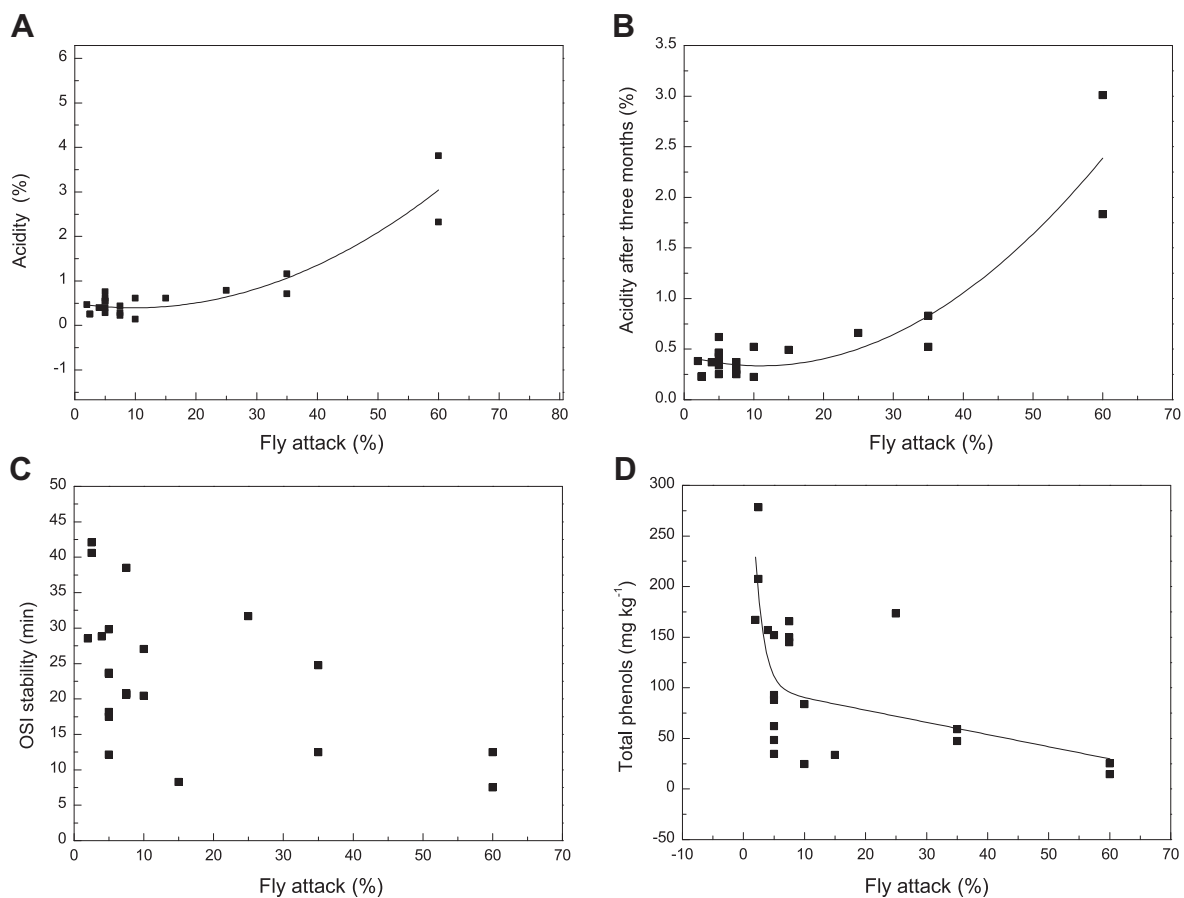 A
6
5
4
3
2
1
0
-1
Acidity (%)
0 10 20 30 40 50 60 70 80
Fly attack (%)
B
3.5
3.0
2.5
2.0
1.5
1.0
0.5
0.0
Acidity after three months (%)
0 10 20 30 40 50 60 70
Fly attack (%)
C
50
45
40
35
30
25
20
15
10
5
0
OSI stability (min)
0 10 20 30 40 50 60 70
Fly attack (%)
D
300
250
200
150
100
50
0
-50
Total phenols (mg kg⁻¹)
-10 0 10 20 30 40 50 60 70
Fly attack (%)